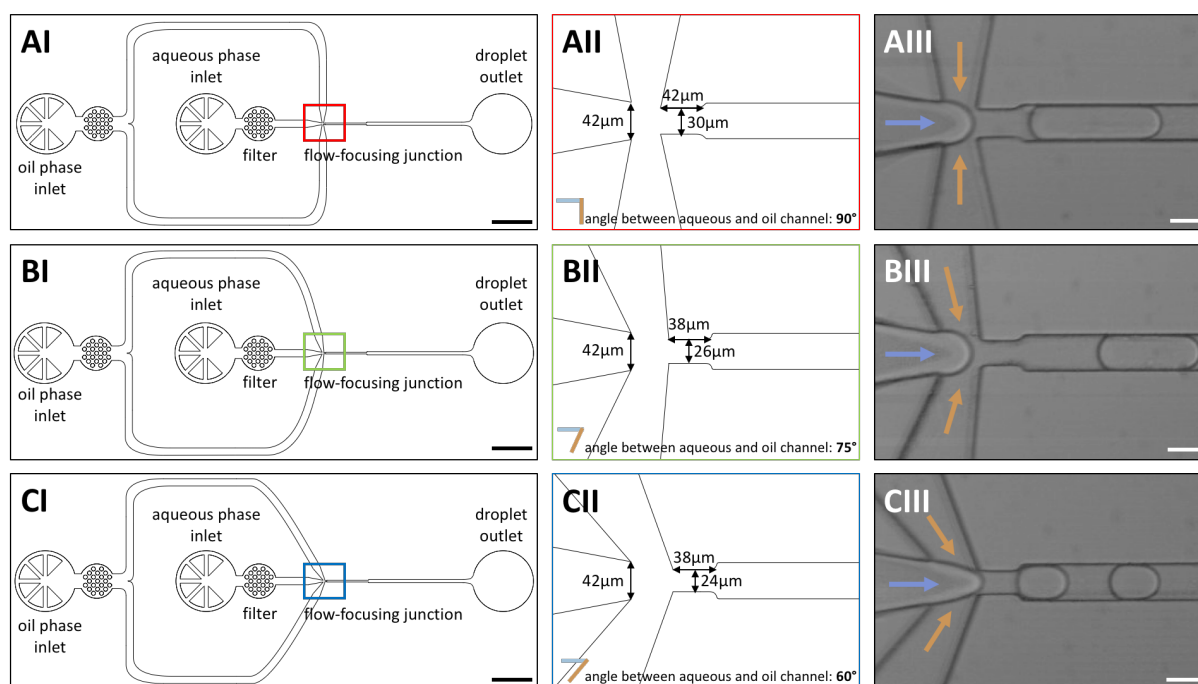 AI
aqueous phase
inlet
droplet
outlet
oil phase
inlet
filter
flow-focusing junction
AII
42µm
42µm
30µm
angle between aqueous and oil channel: 90°
AIII
BI
aqueous phase
inlet
droplet
outlet
oil phase
inlet
filter
flow-focusing junction
BII
38µm
42µm
26µm
angle between aqueous and oil channel: 75°
BIII
CI
aqueous phase
inlet
droplet
outlet
oil phase
inlet
filter
flow-focusing junction
CII
38µm
42µm
24µm
angle between aqueous and oil channel: 60°
CIII